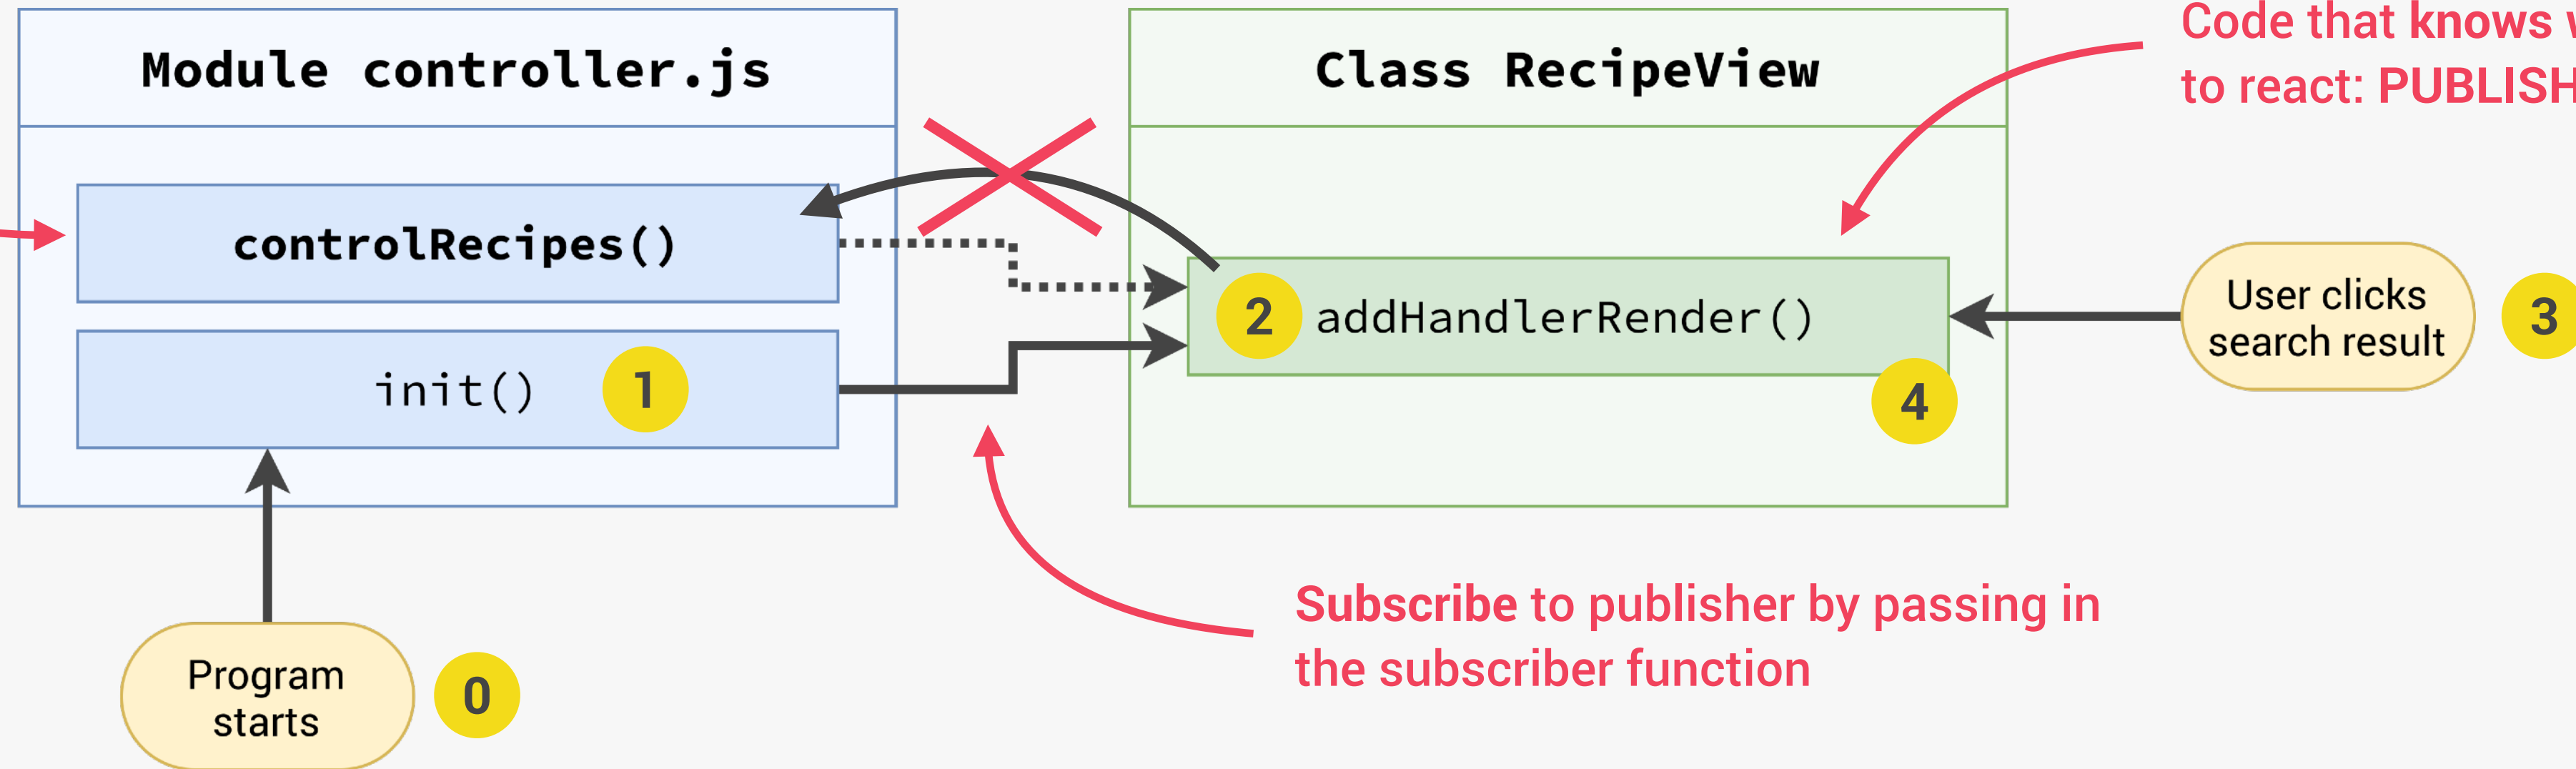 Module controller.js
controlRecipes()
init()
1
Program
starts
0
Class RecipeView
2
addHandlerRender()
4
Code that knows
to react:
User clicks
search result
3
Subscribe to publisher by passing in
the subscriber function